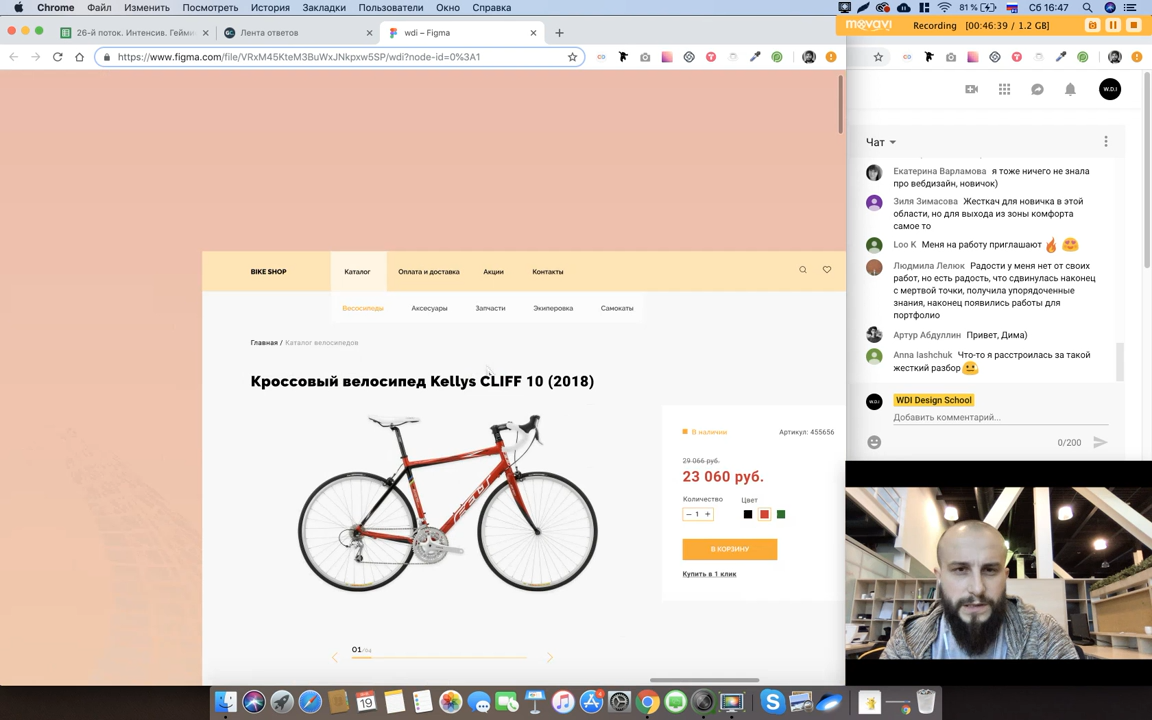 Chrome Файл Изменить Посмотреть История Закладки Пользователи Окно Справка
81 % Сб 16:47
movavi Recording [00:46:39 / 1.2 GB]
26-й поток. Интенсив. Гейми
Лента ответов
wdi – Figma
https://www.figma.com/file/VRxM45KteM3BuWxJNkpxw5SP/wdi?node-id=0%3A1
W.D.I
Чат
Екатерина Варламова я тоже ничего не знала
про вебдизайн, новичок)
Зиля Зимасова Жесткач для новичка в этой
области, но для выхода из зоны комфорта
самое то
Loo K Меня на работу приглашают
Людмила Лелюк Радости у меня нет от своих
работ, но есть радость, что сдвинулась наконец
с мертвой точки, получила упорядоченные
знания, наконец появились работы для
портфолио
Артур Абдуллин Привет, Дима)
Anna Iashchuk Что-то я расстроилась за такой
жесткий разбор
WDI Design School
Добавить комментарий...
0/200
BIKE SHOP Каталог Оплата и доставка Акции Контакты
Велосипеды Аксесуары Запчасти Экипировка Самокаты
Главная / Каталог велосипедов
Кроссовый велосипед Kellys CLIFF 10 (2018)
В наличии Артикул: 455656
29 066 руб.
23 060 руб.
Количество Цвет
– 1 +
В КОРЗИНУ
Купить в 1 клик
01/04
19